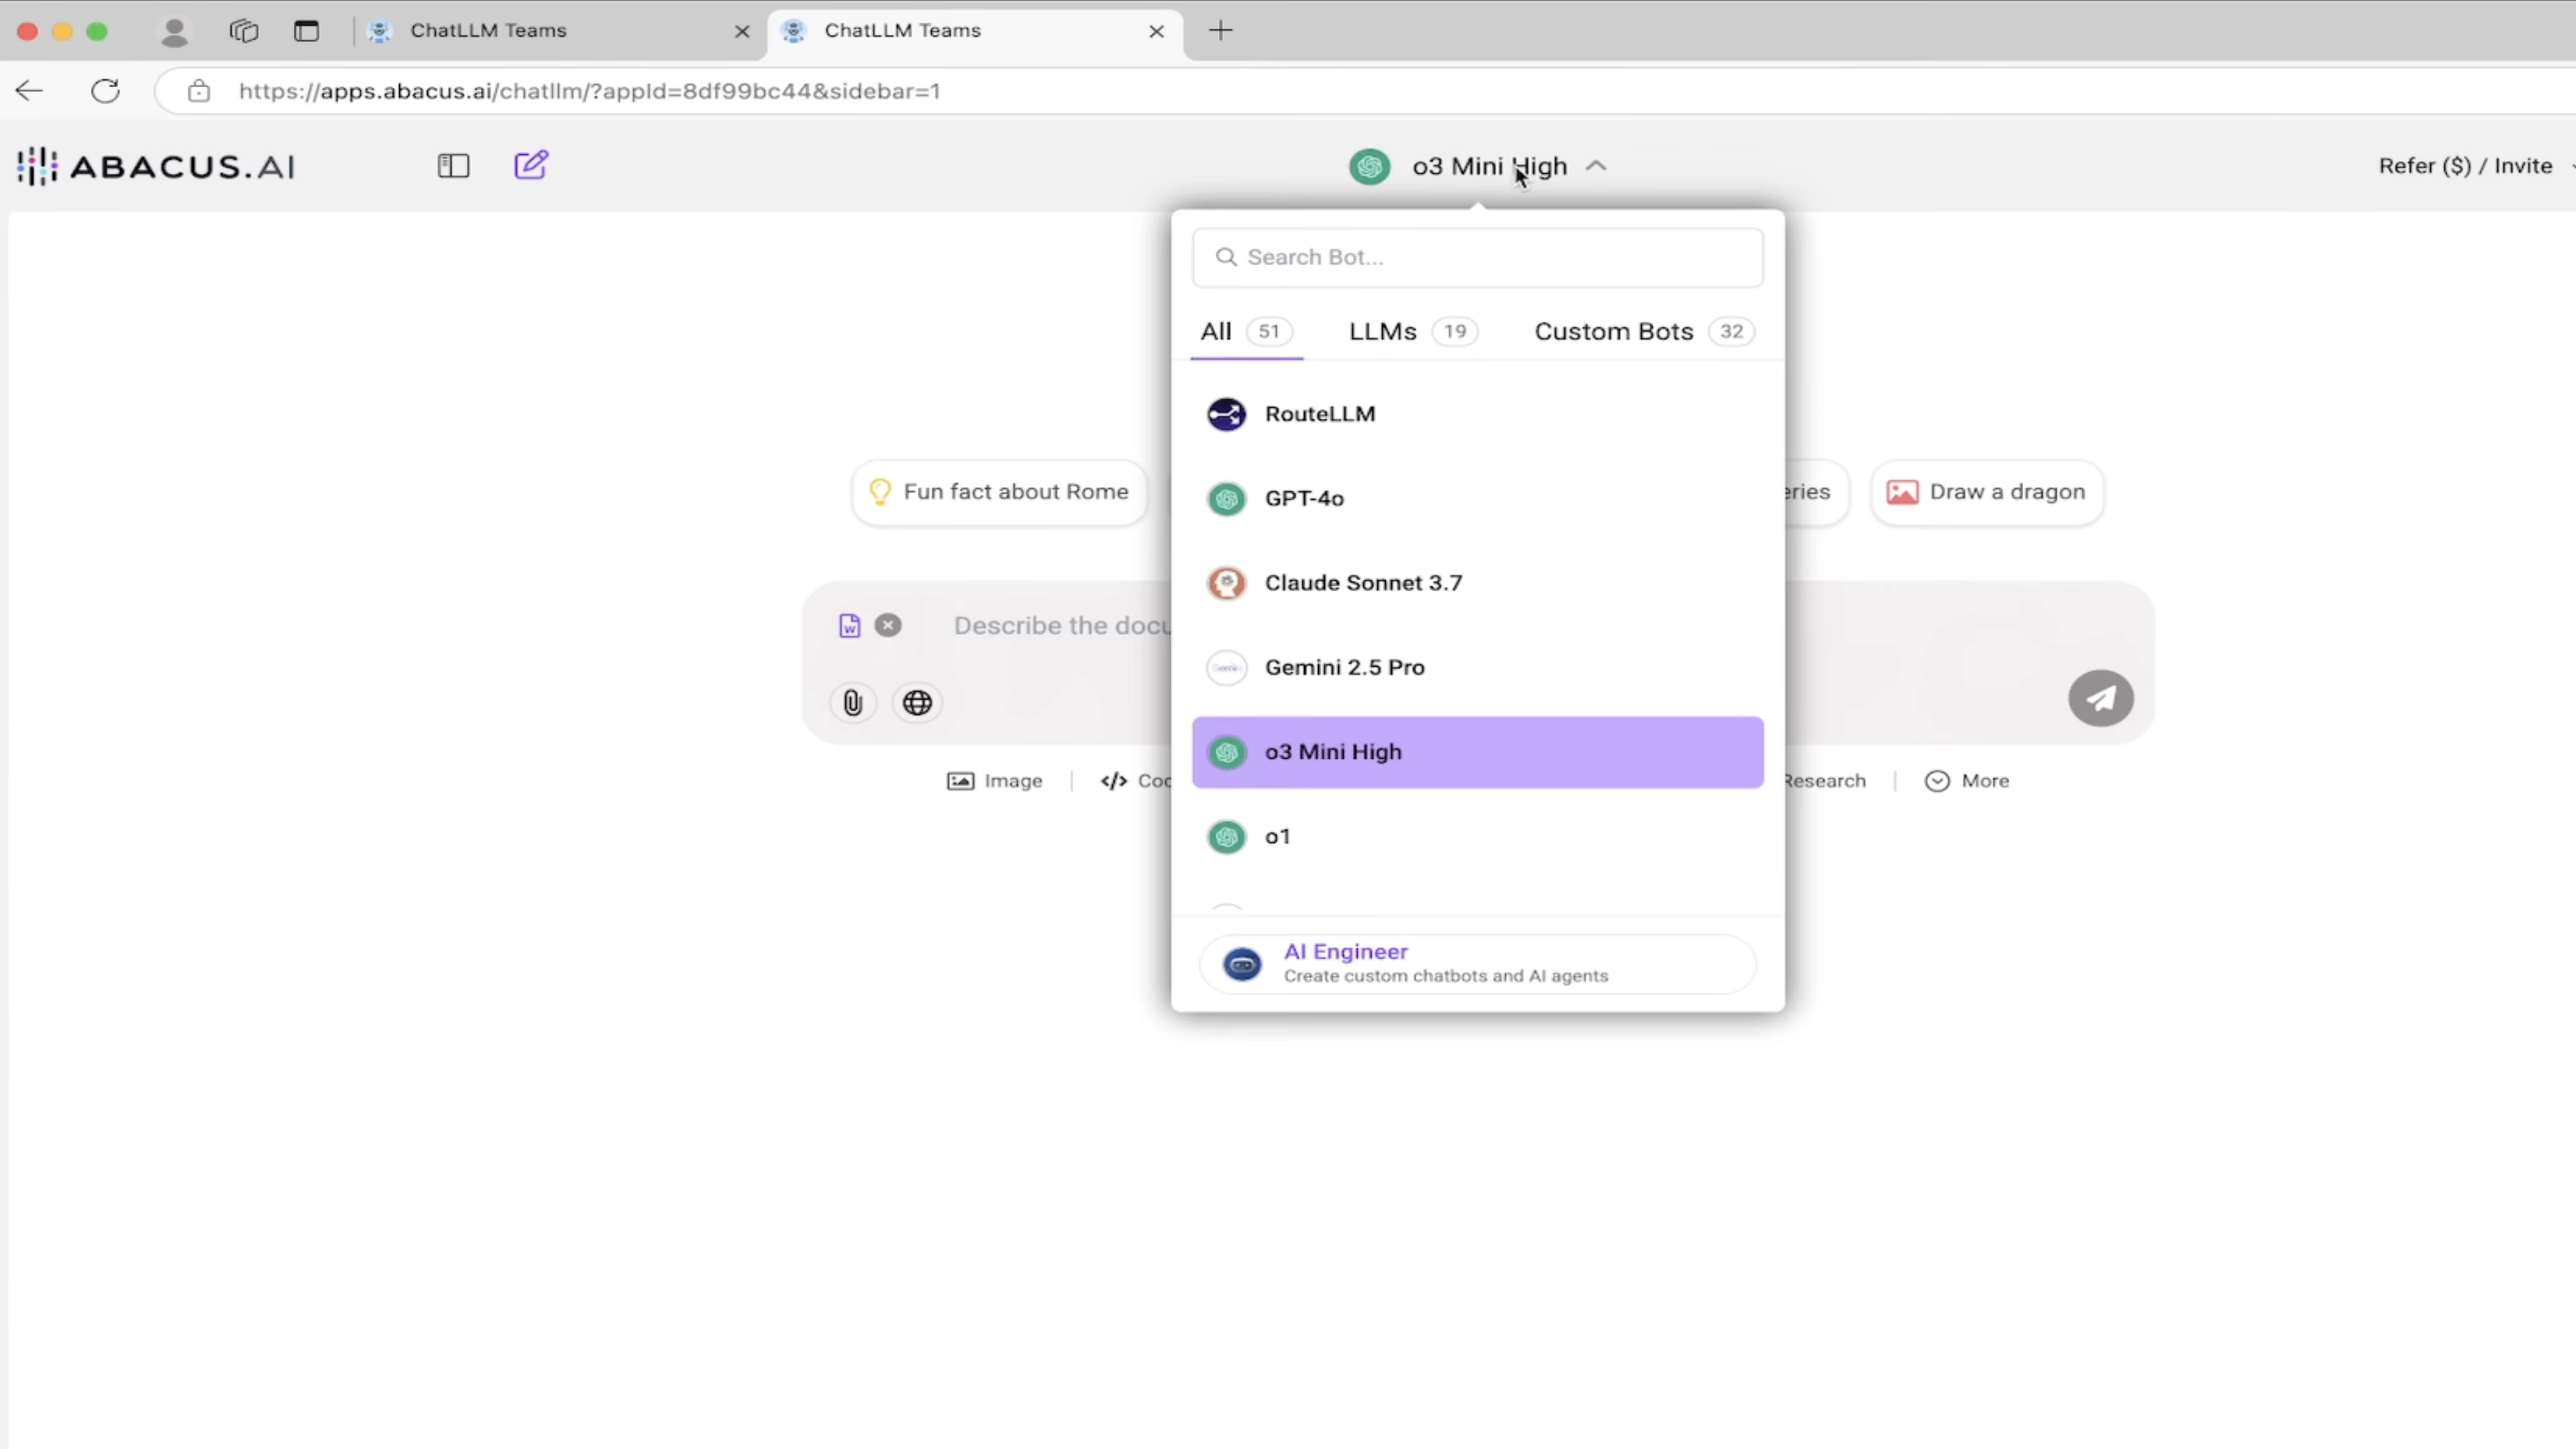 ChatLLM Teams
ChatLLM Teams
https://apps.abacus.ai/chatllm/?appId=8df99bc44&sidebar=1
ABACUS.AI
o3 Mini High
Refer ($) / Invite
Search Bot...
All 51
LLMs 19
Custom Bots 32
RouteLLM
GPT-4o
Fun fact about Rome
eries
Draw a dragon
Claude Sonnet 3.7
Describe the docu
Gemini 2.5 Pro
o3 Mini High
Image
</> Coc
Research
More
o1
AI Engineer
Create custom chatbots and AI agents